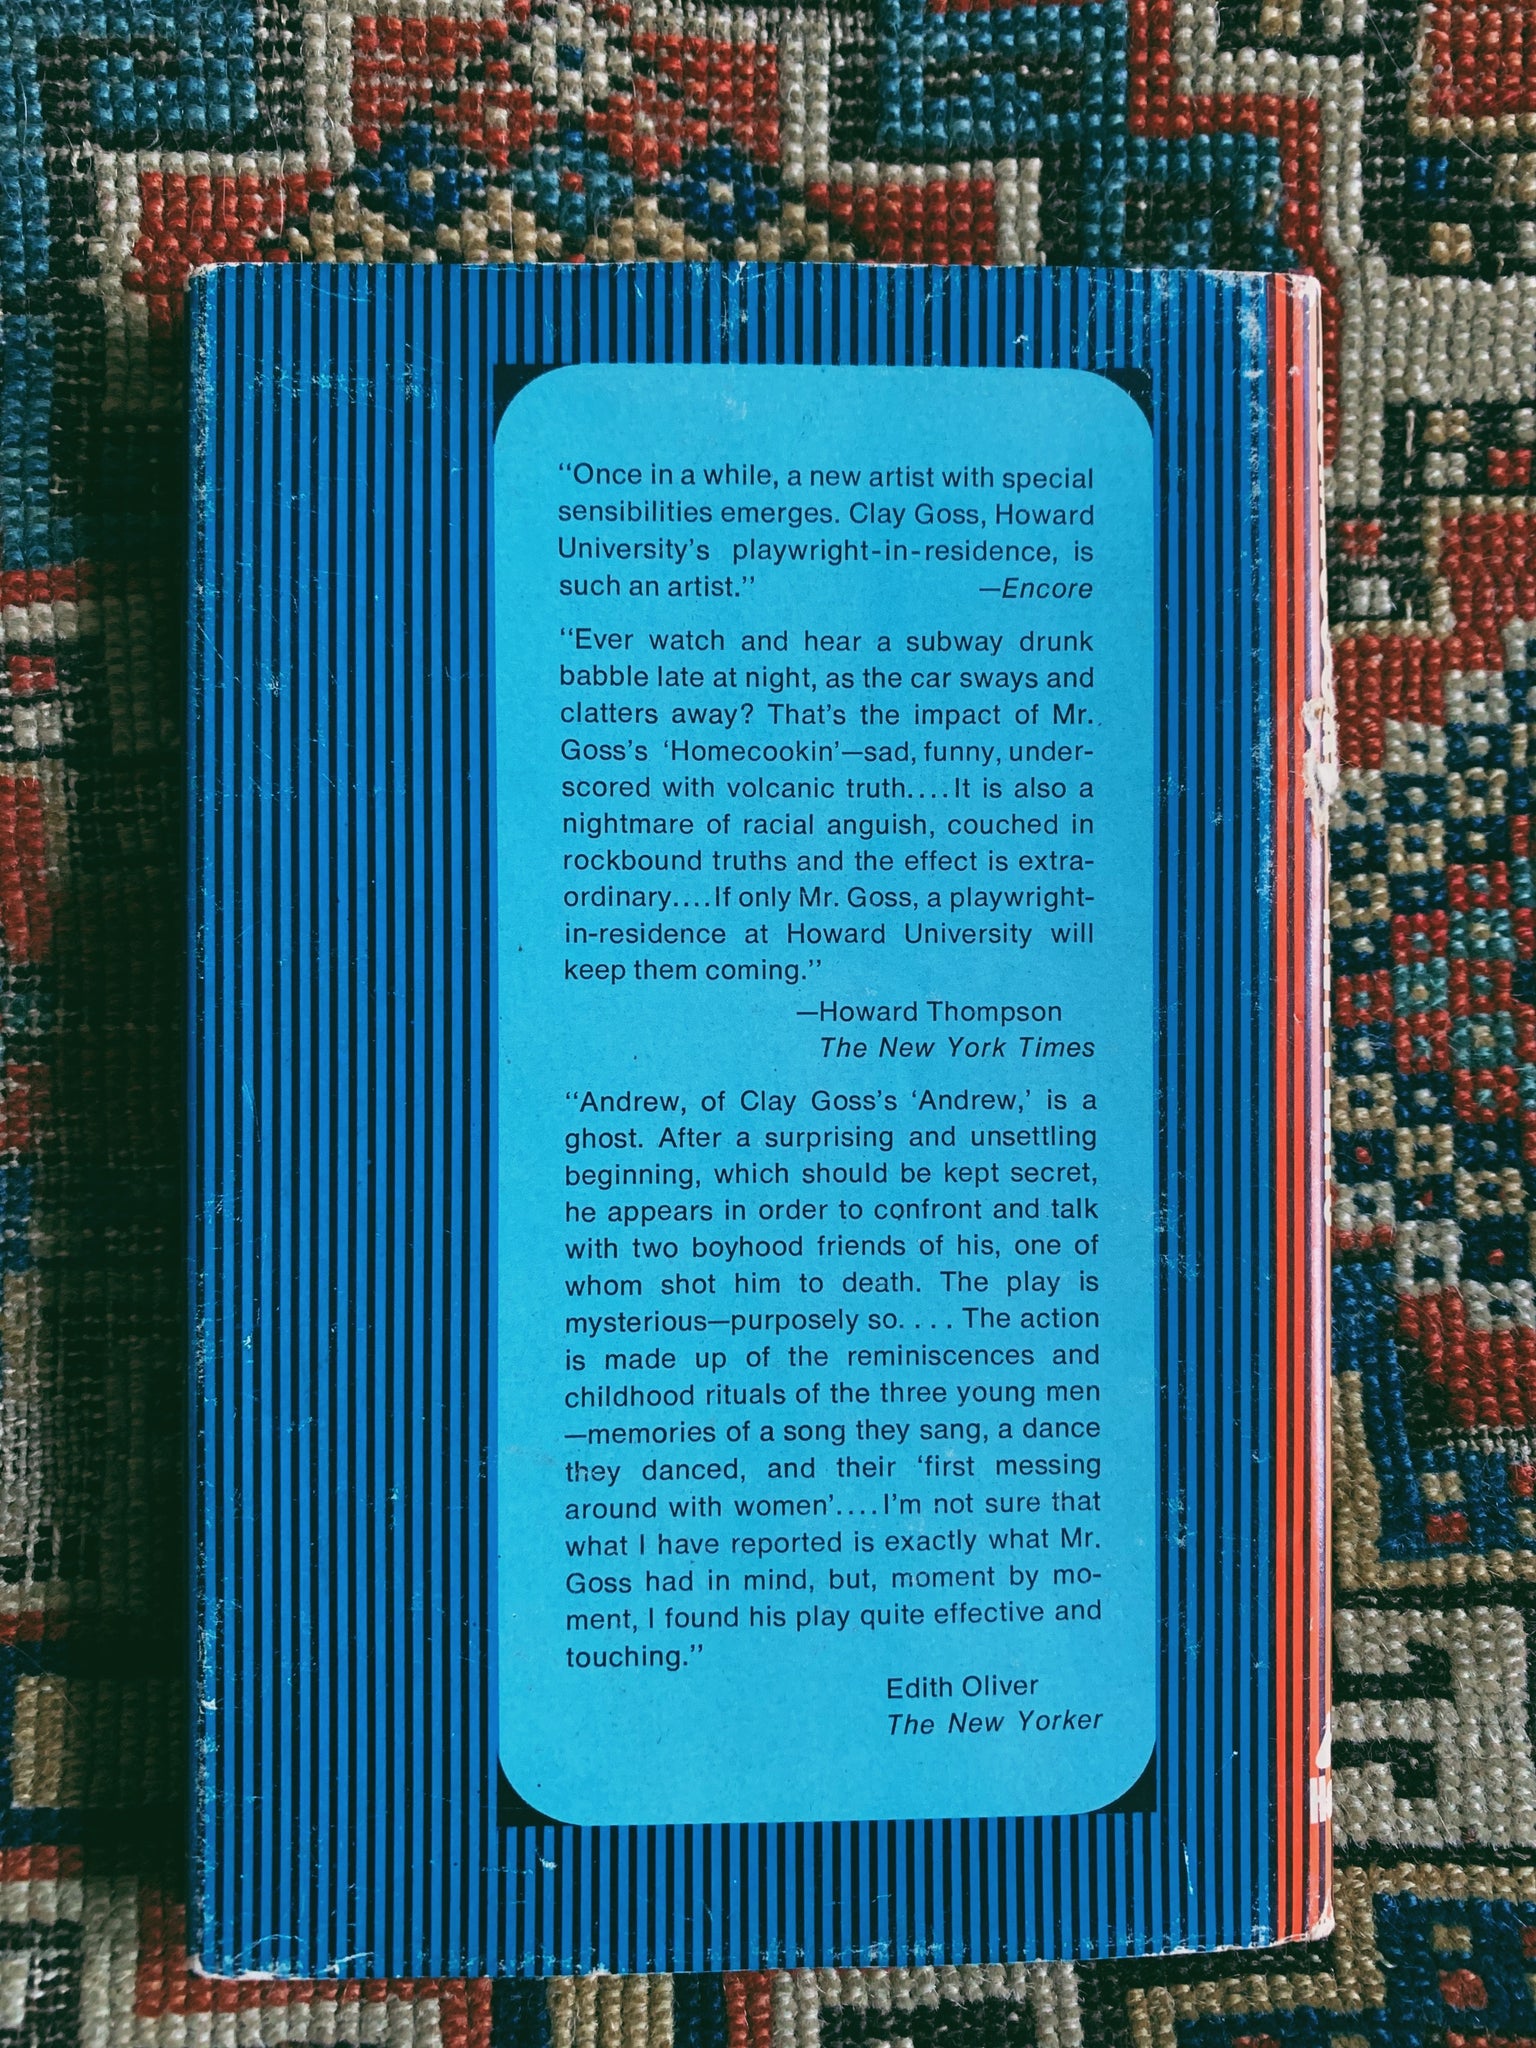 “Once in a while, a new artist with special
sensibilities emerges. Clay Goss, Howard
University’s playwright-in-residence, is
such an artist.” —Encore
“Ever watch and hear a subway drunk
babble late at night, as the car sways and
clatters away? That’s the impact of Mr.
Goss’s ‘Homecookin’—sad, funny, under-
scored with volcanic truth....It is also a
nightmare of racial anguish, couched in
rockbound truths and the effect is extra-
ordinary....If only Mr. Goss, a playwright-
in-residence at Howard University will
keep them coming.”
—Howard Thompson
The New York Times
“Andrew, of Clay Goss’s ‘Andrew,’ is a
ghost. After a surprising and unsettling
beginning, which should be kept secret,
he appears in order to confront and talk
with two boyhood friends of his, one of
whom shot him to death. The play is
mysterious—purposely so. . . . The action
is made up of the reminiscences and
childhood rituals of the three young men
—memories of a song they sang, a dance
they danced, and their ‘first messing
around with women’....I’m not sure that
what I have reported is exactly what Mr.
Goss had in mind, but, moment by mo-
ment, I found his play quite effective and
touching.”
Edith Oliver
The New Yorker